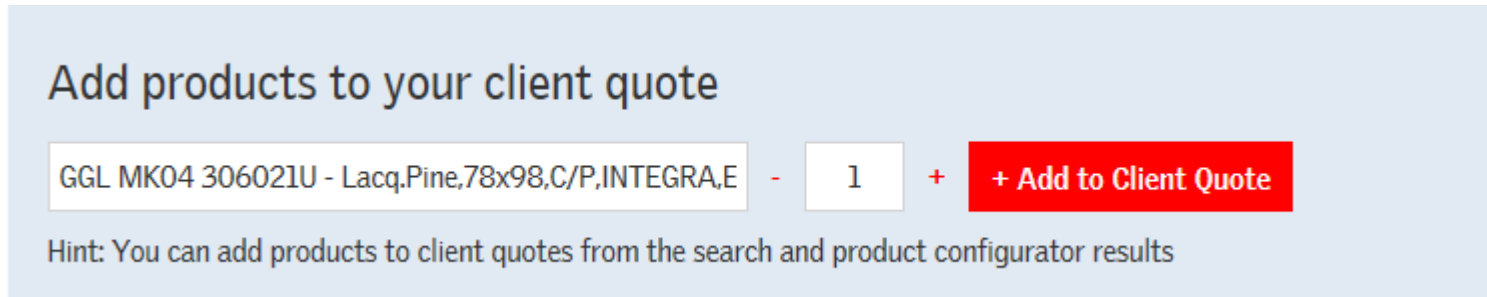 Add products to your client quote
GGL MK04 306021U - Lacq.Pine,78x98,C/P,INTEGRA,E - 1 + + Add to Client Quote
Hint: You can add products to client quotes from the search and product configurator results